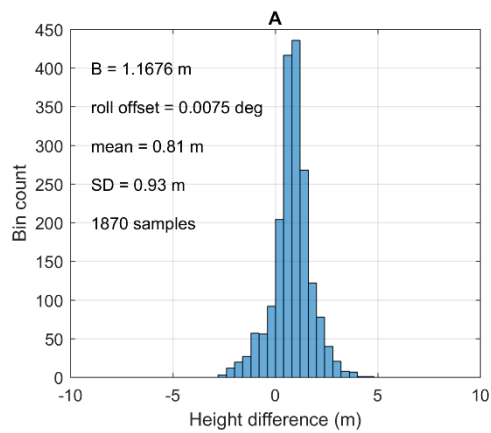 A
450
400
350
300
250
200
150
100
50
0
Bin count
B = 1.1676 m
roll offset = 0.0075 deg
mean = 0.81 m
SD = 0.93 m
1870 samples
-10 -5 0 5 10
Height difference (m)